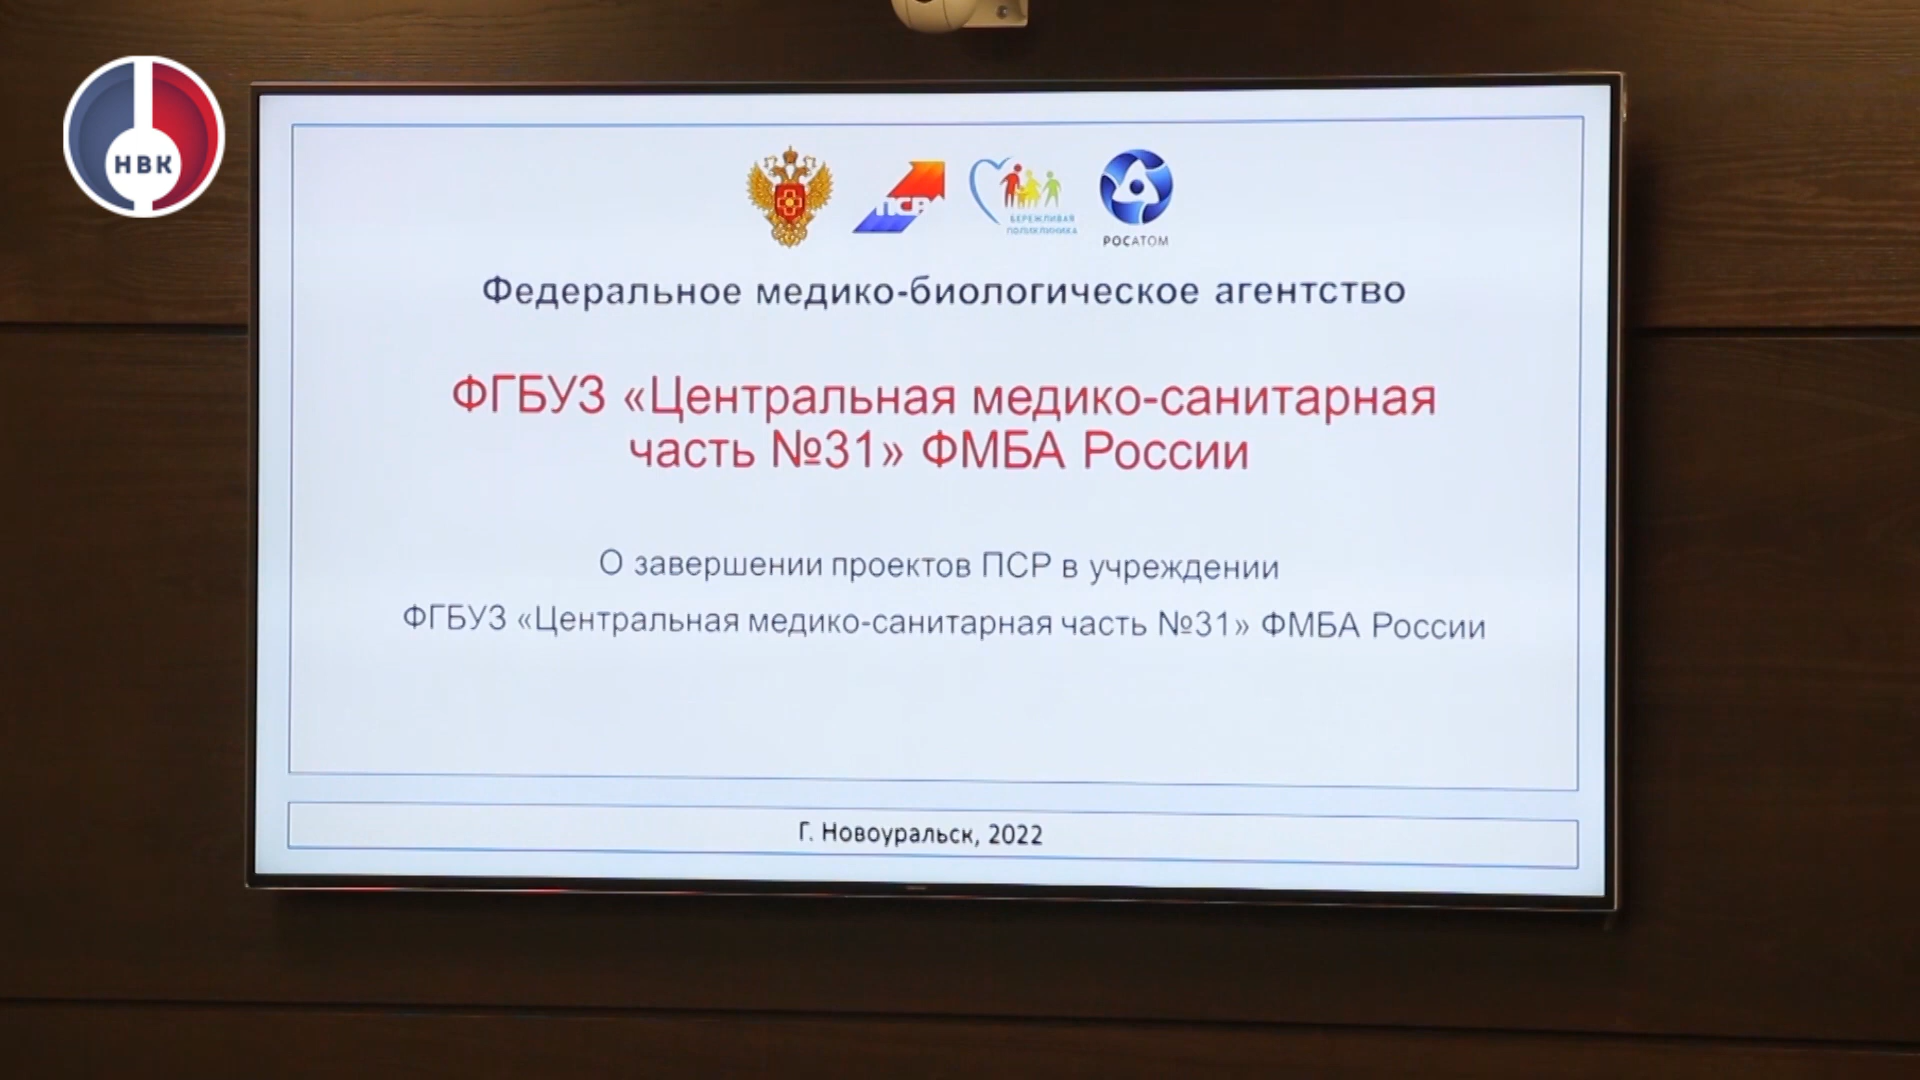 НВК
ПСР
БЕРЕЖЛИВАЯ
ПОЛИКЛИНИКА
РОСАТОМ
Федеральное медико-биологическое агентство
ФГБУЗ «Центральная медико-санитарная
часть №31» ФМБА России
О завершении проектов ПСР в учреждении
ФГБУЗ «Центральная медико-санитарная часть №31» ФМБА России
Г. Новоуральск, 2022